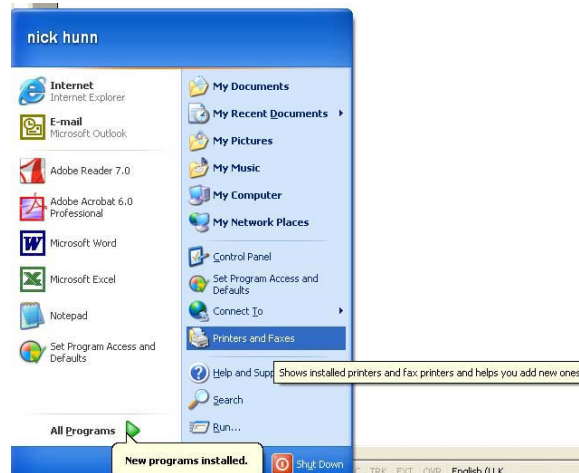 nick hunn
Internet
Internet Explorer
E-mail
Microsoft Outlook
Adobe Reader 7.0
Adobe Acrobat 6.0
Professional
Microsoft Word
Microsoft Excel
Notepad
Set Program Access and
Defaults
All Programs
New programs installed.
My Documents
My Recent Documents
My Pictures
My Music
My Computer
My Network Places
Control Panel
Set Program Access and
Defaults
Connect To
Printers and Faxes
Help and Supp
Shows installed printers and fax printers and helps you add new ones
Search
Run...
Shut Down
TRK EXT OVR English (U.K